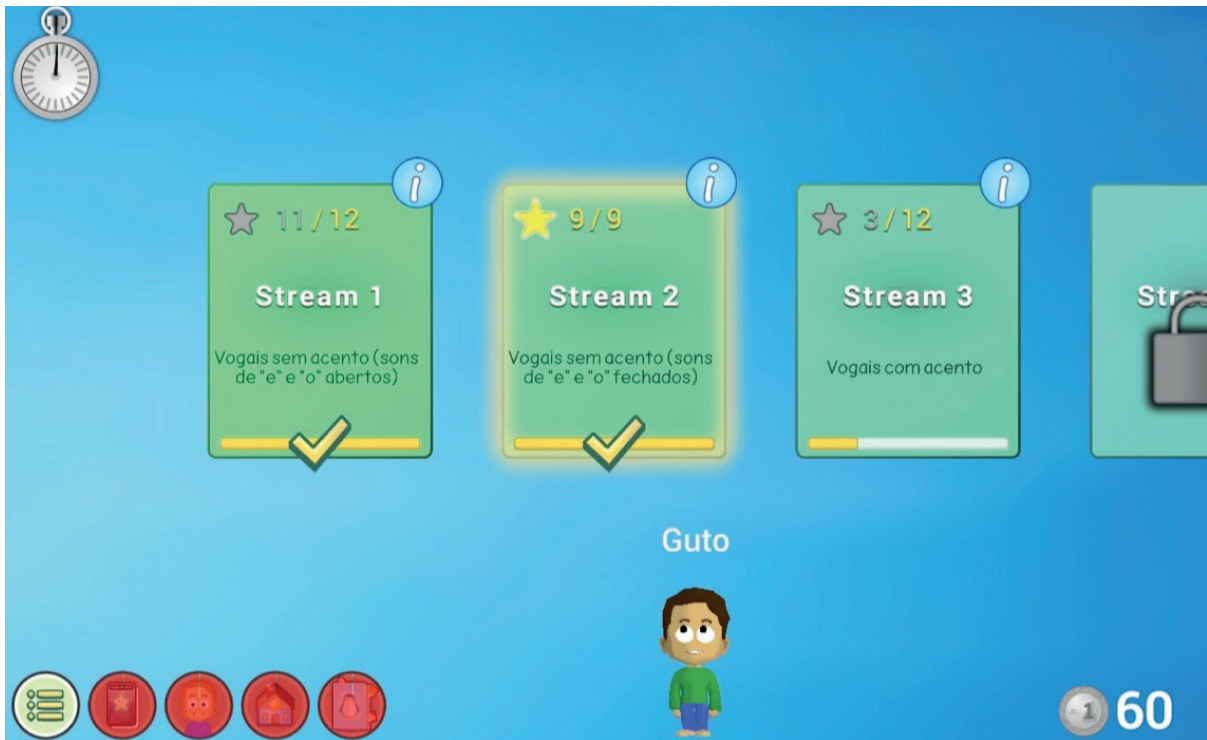 11/12
Stream 1
Vogais sem acento (sons
de "e" e "o" abertos)
9/9
Stream 2
Vogais sem acento (sons
de "e" e "o" fechados)
3/12
Stream 3
Vogais com acento
Guto
1
60